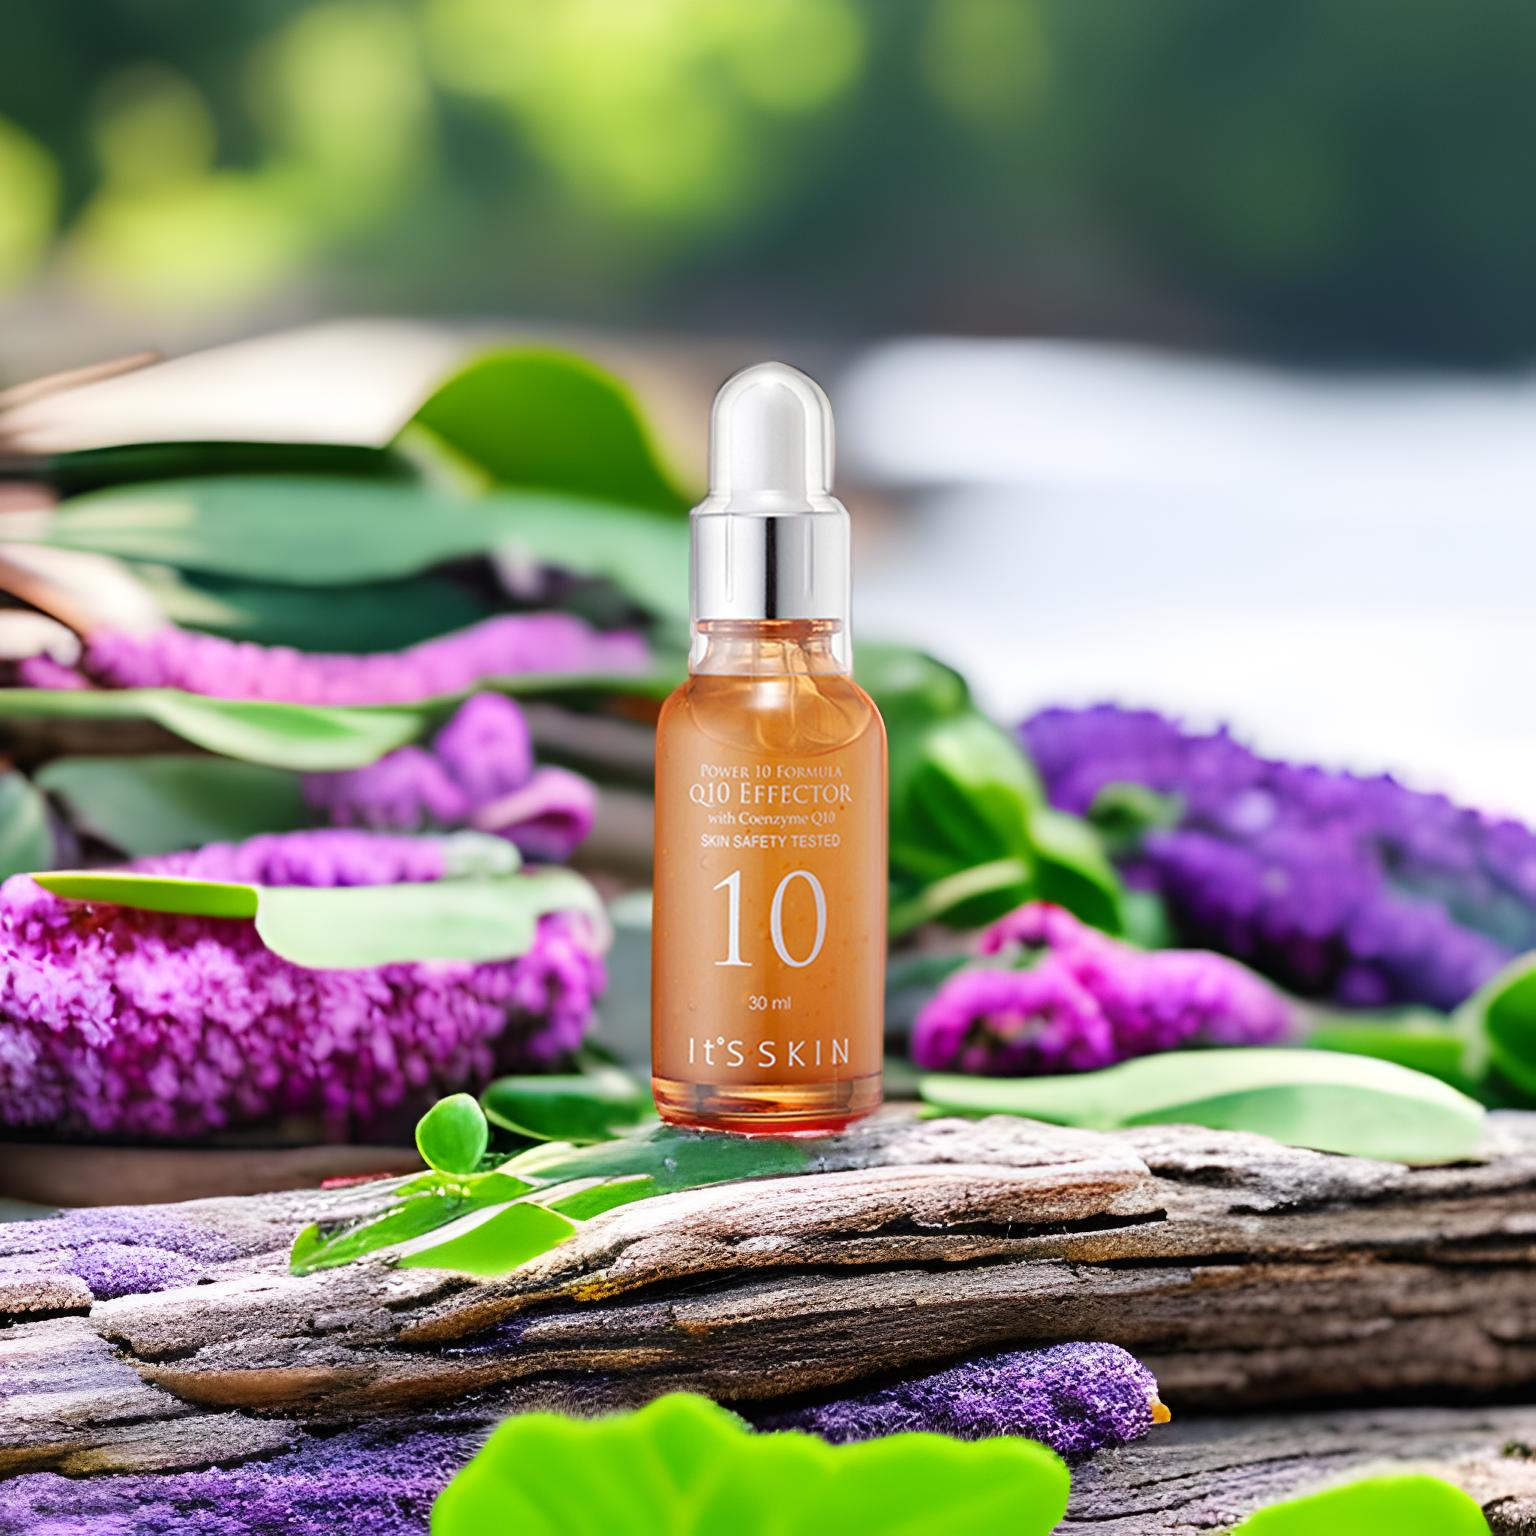 POWER 10 FORMULA
Q10 EFFECTOR
with Coenzyme Q10
SKIN SAFETY TESTED
10
30 ml
It'S SKIN